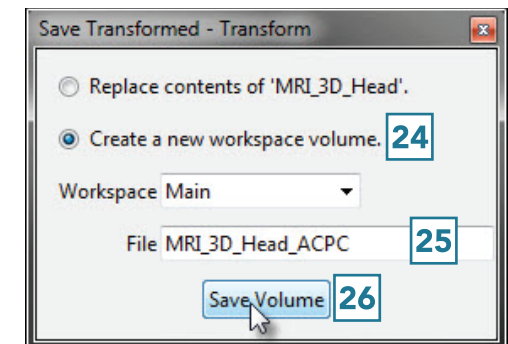 Save Transformed - Transform
Replace contents of 'MRI_3D_Head'.
Create a new workspace volume. 24
Workspace Main
File MRI_3D_Head_ACPC 25
Save Volume 26